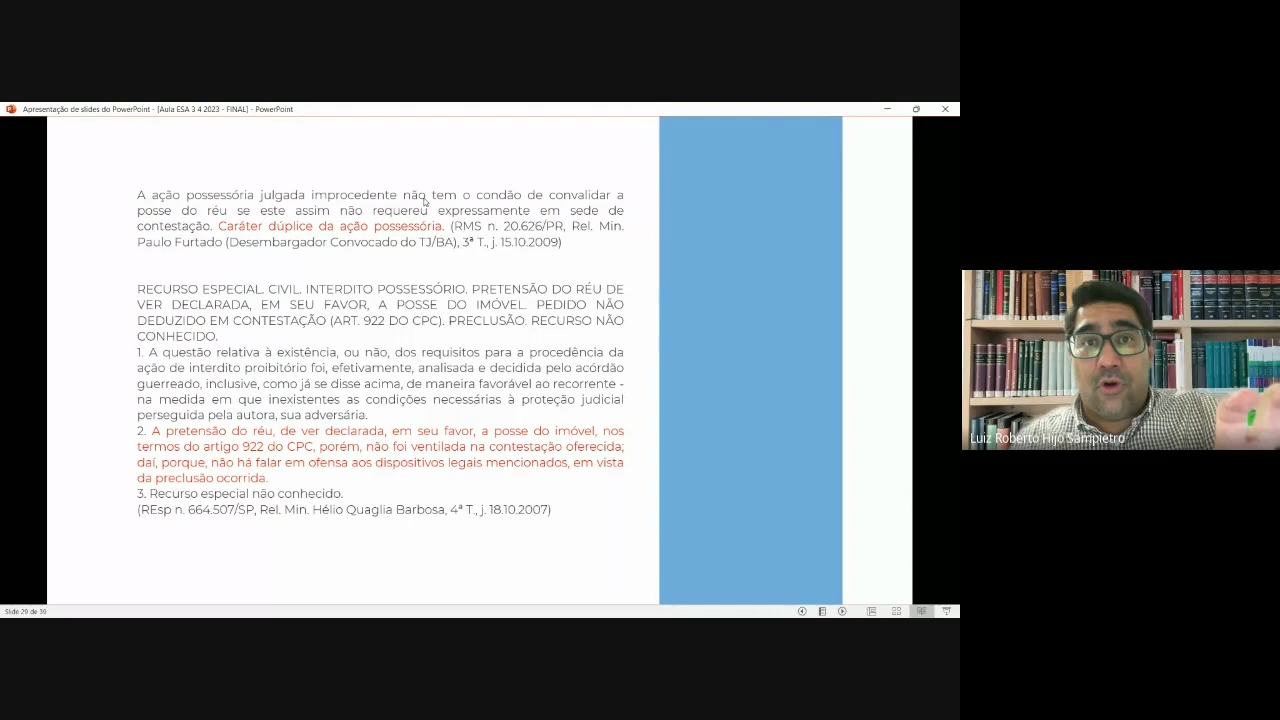 Apresentação de slides do PowerPoint - [Aula ESA 3 4 2023 - FINAL] - PowerPoint
A ação possessória julgada improcedente não tem o condão de convalidar a
posse do réu se este assim não requereu expressamente em sede de
contestação. Caráter dúplice da ação possessória. (RMS n. 20.626/PR, Rel. Min.
Paulo Furtado (Desembargador Convocado do TJ/BA), 3ª T., j. 15.10.2009)
RECURSO ESPECIAL. CIVIL. INTERDITO POSSESSÓRIO. PRETENSÃO DO RÉU DE
VER DECLARADA, EM SEU FAVOR, A POSSE DO IMÓVEL. PEDIDO NÃO
DEDUZIDO EM CONTESTAÇÃO (ART. 922 DO CPC). PRECLUSÃO. RECURSO NÃO
CONHECIDO.
1. A questão relativa à existência, ou não, dos requisitos para a procedência da
ação de interdito proibitório foi, efetivamente, analisada e decidida pelo acórdão
guerreado, inclusive, como já se disse acima, de maneira favorável ao recorrente -
na medida em que inexistentes as condições necessárias à proteção judicial
perseguida pela autora, sua adversária.
2. A pretensão do réu, de ver declarada, em seu favor, a posse do imóvel, nos
termos do artigo 922 do CPC, porém, não foi ventilada na contestação oferecida;
daí, porque, não há falar em ofensa aos dispositivos legais mencionados, em vista
da preclusão ocorrida.
3. Recurso especial não conhecido.
(REsp n. 664.507/SP, Rel. Min. Hélio Quaglia Barbosa, 4ª T., j. 18.10.2007)
Slide 29 de 39
Luiz Roberto Hijo Sampietro